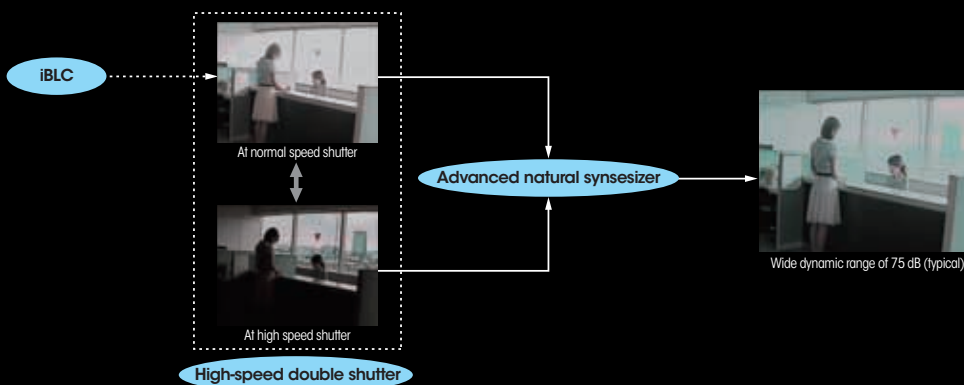 iBLC
At normal speed shutter
At high speed shutter
High-speed double shutter
Advanced natural synsesizer
Wide dynamic range of 75 dB (typical)